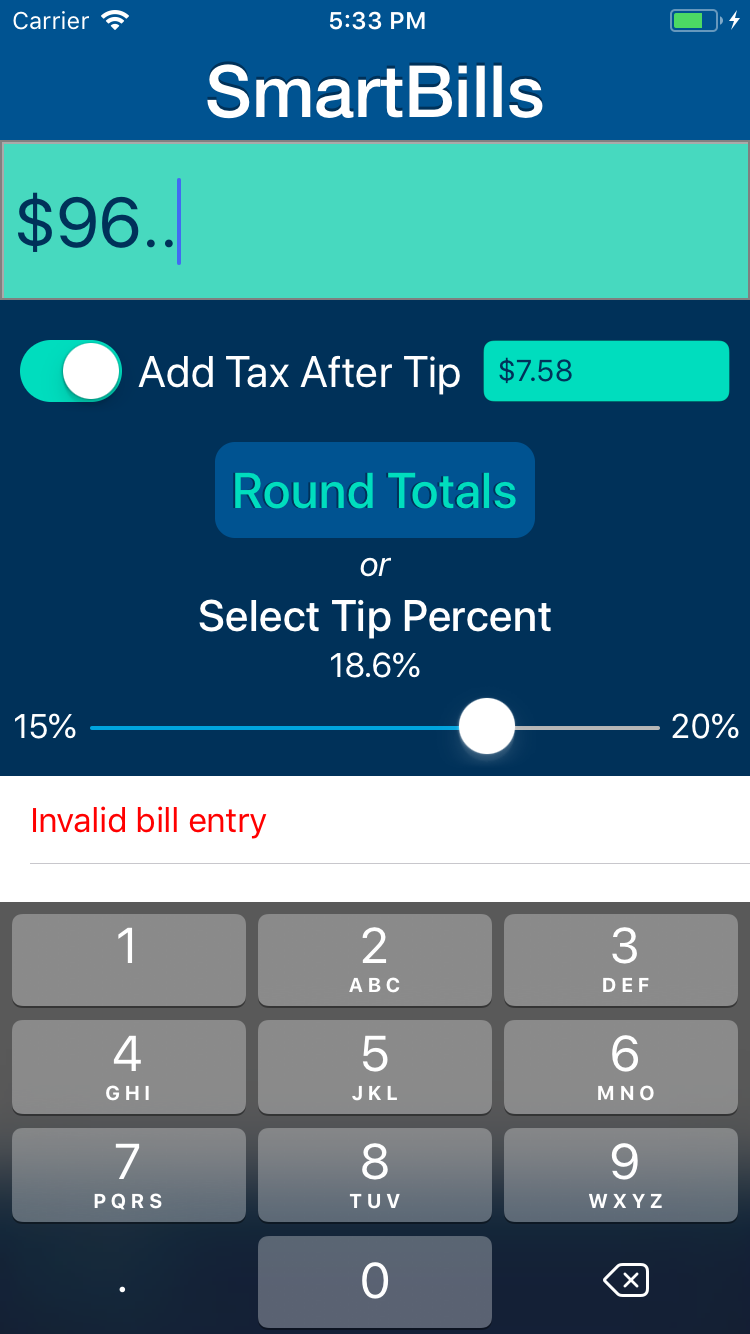 Carrier 5:33 PM
SmartBills
$96..
Add Tax After Tip $7.58
Round Totals
or
Select Tip Percent
18.6%
15% 20%
Invalid bill entry
1 2 3
ABC DEF
4 5 6
GHI JKL MNO
7 8 9
PQRS TUV WXYZ
. 0